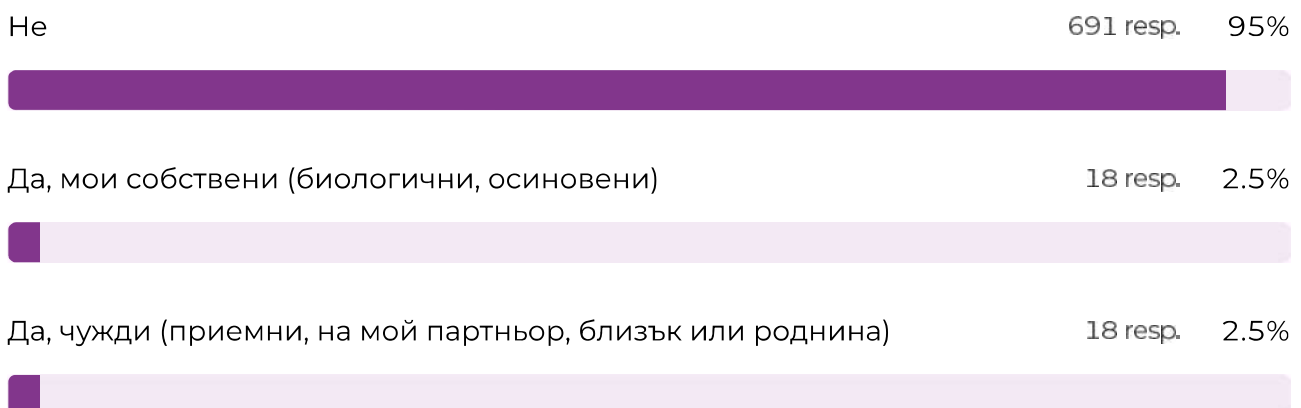 Не 691 resp. 95%
Да, мои собствени (биологични, осиновени) 18 resp. 2.5%
Да, чужди (приемни, на мой партньор, близък или роднина) 18 resp. 2.5%